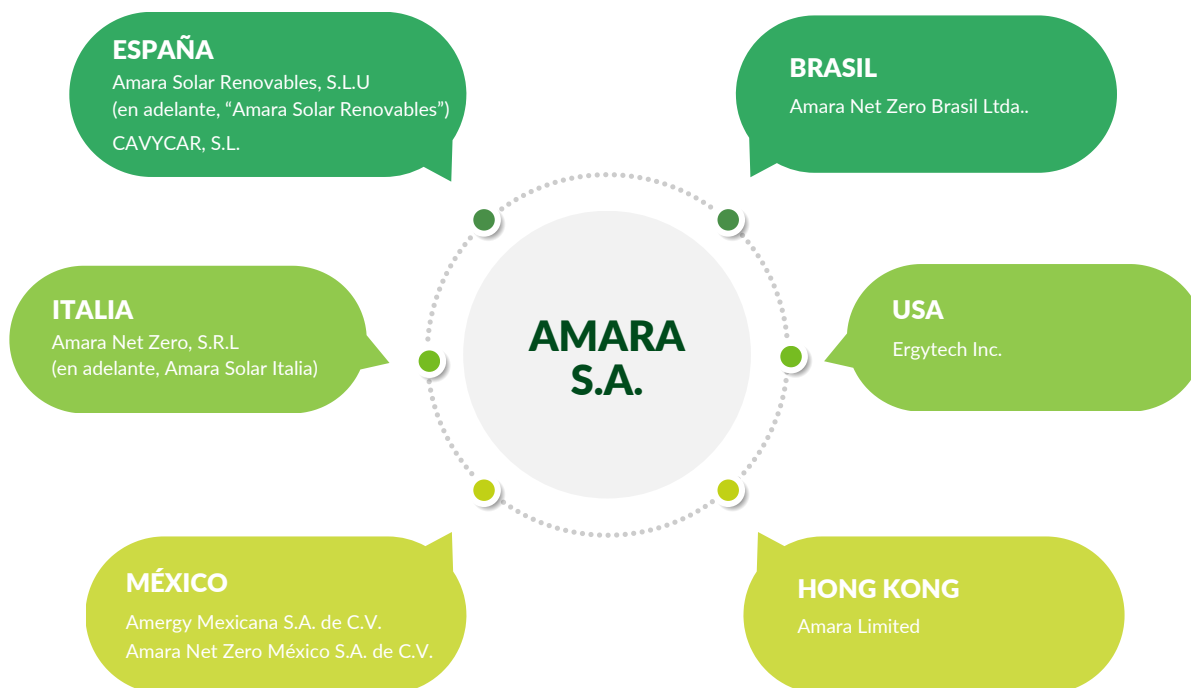 ESPAÑA
Amara Solar Renovables, S.L.U
(en adelante, “Amara Solar Renovables”)
CAVYCAR, S.L.
BRASIL
Amara Net Zero Brasil Ltda..
ITALIA
Amara Net Zero, S.R.L
(en adelante, Amara Solar Italia)
AMARA
S.A.
USA
Ergytech Inc.
MÉXICO
Amergy Mexicana S.A. de C.V.
Amara Net Zero México S.A. de C.V.
HONG KONG
Amara Limited